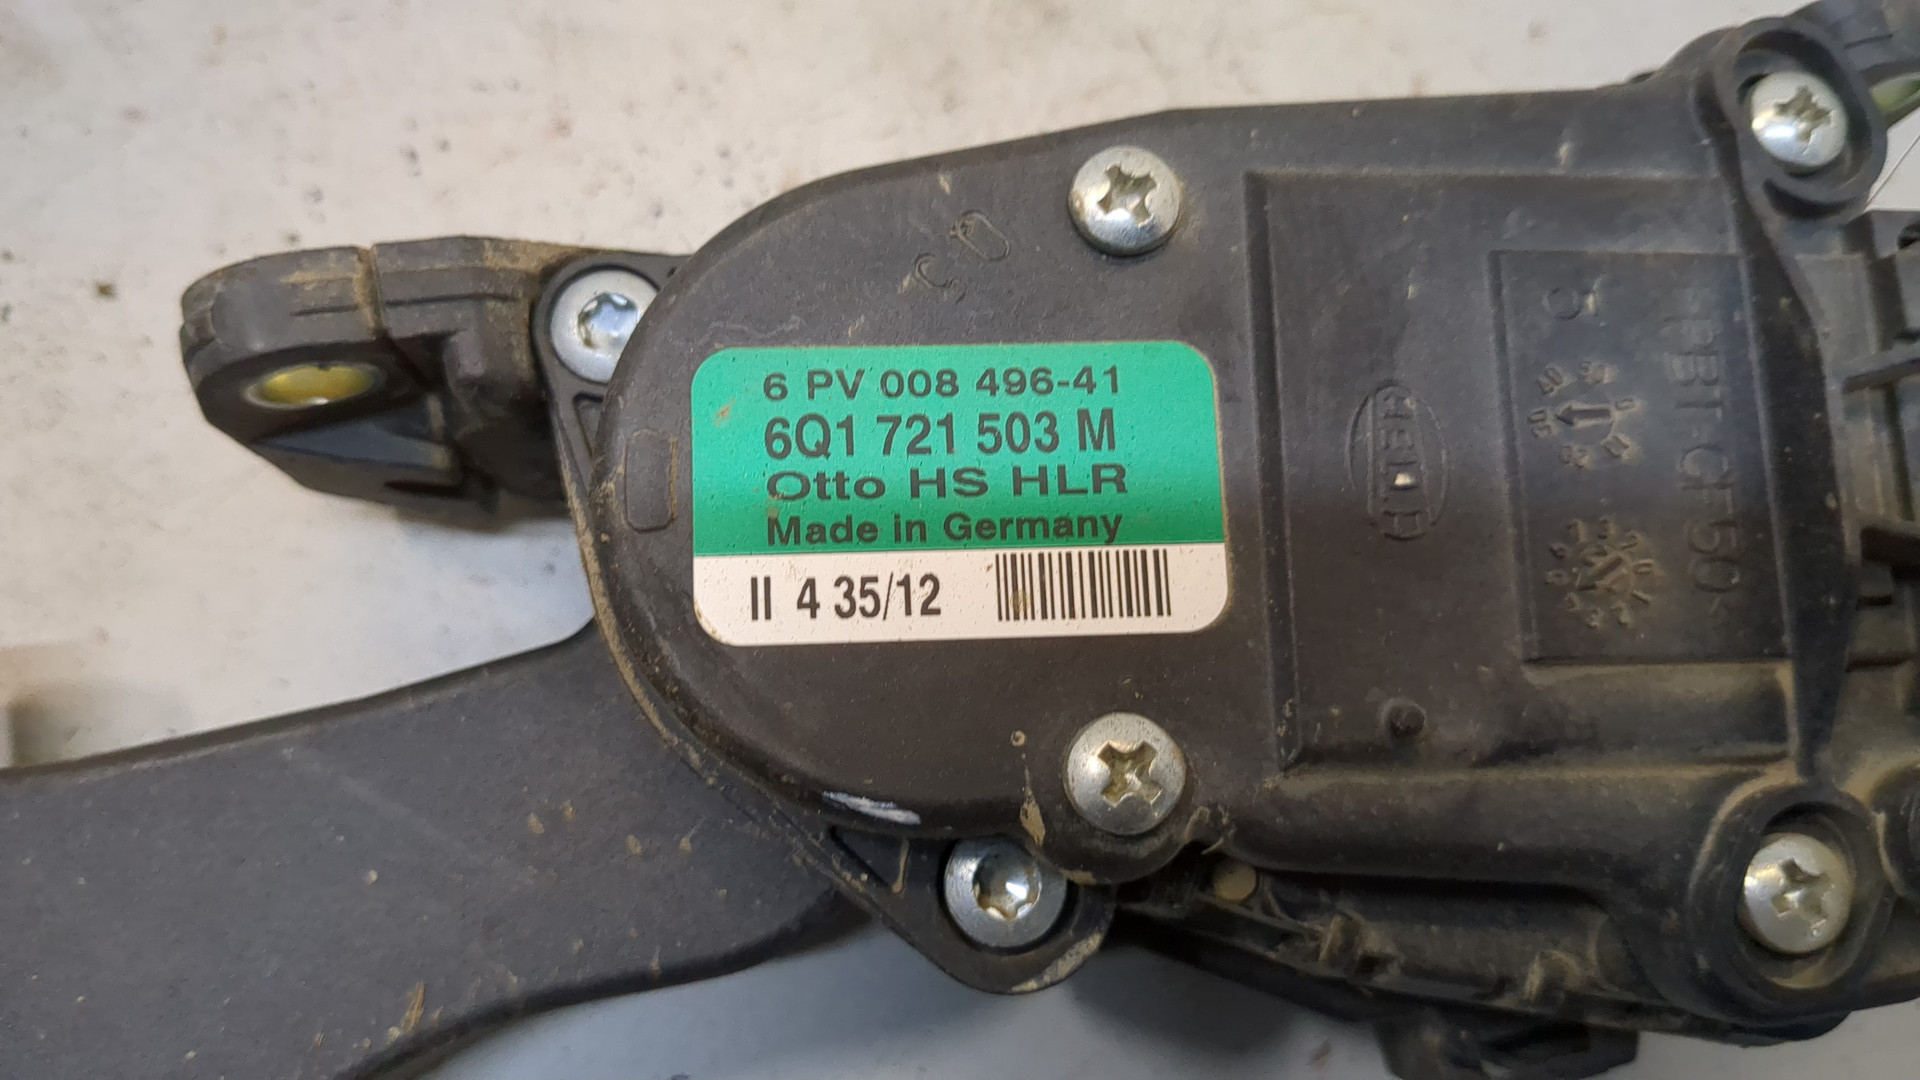 6 PV 008 496-41
6Q1 721 503 M
Otto HS HLR
Made in Germany
II 4 35/12
HELLA